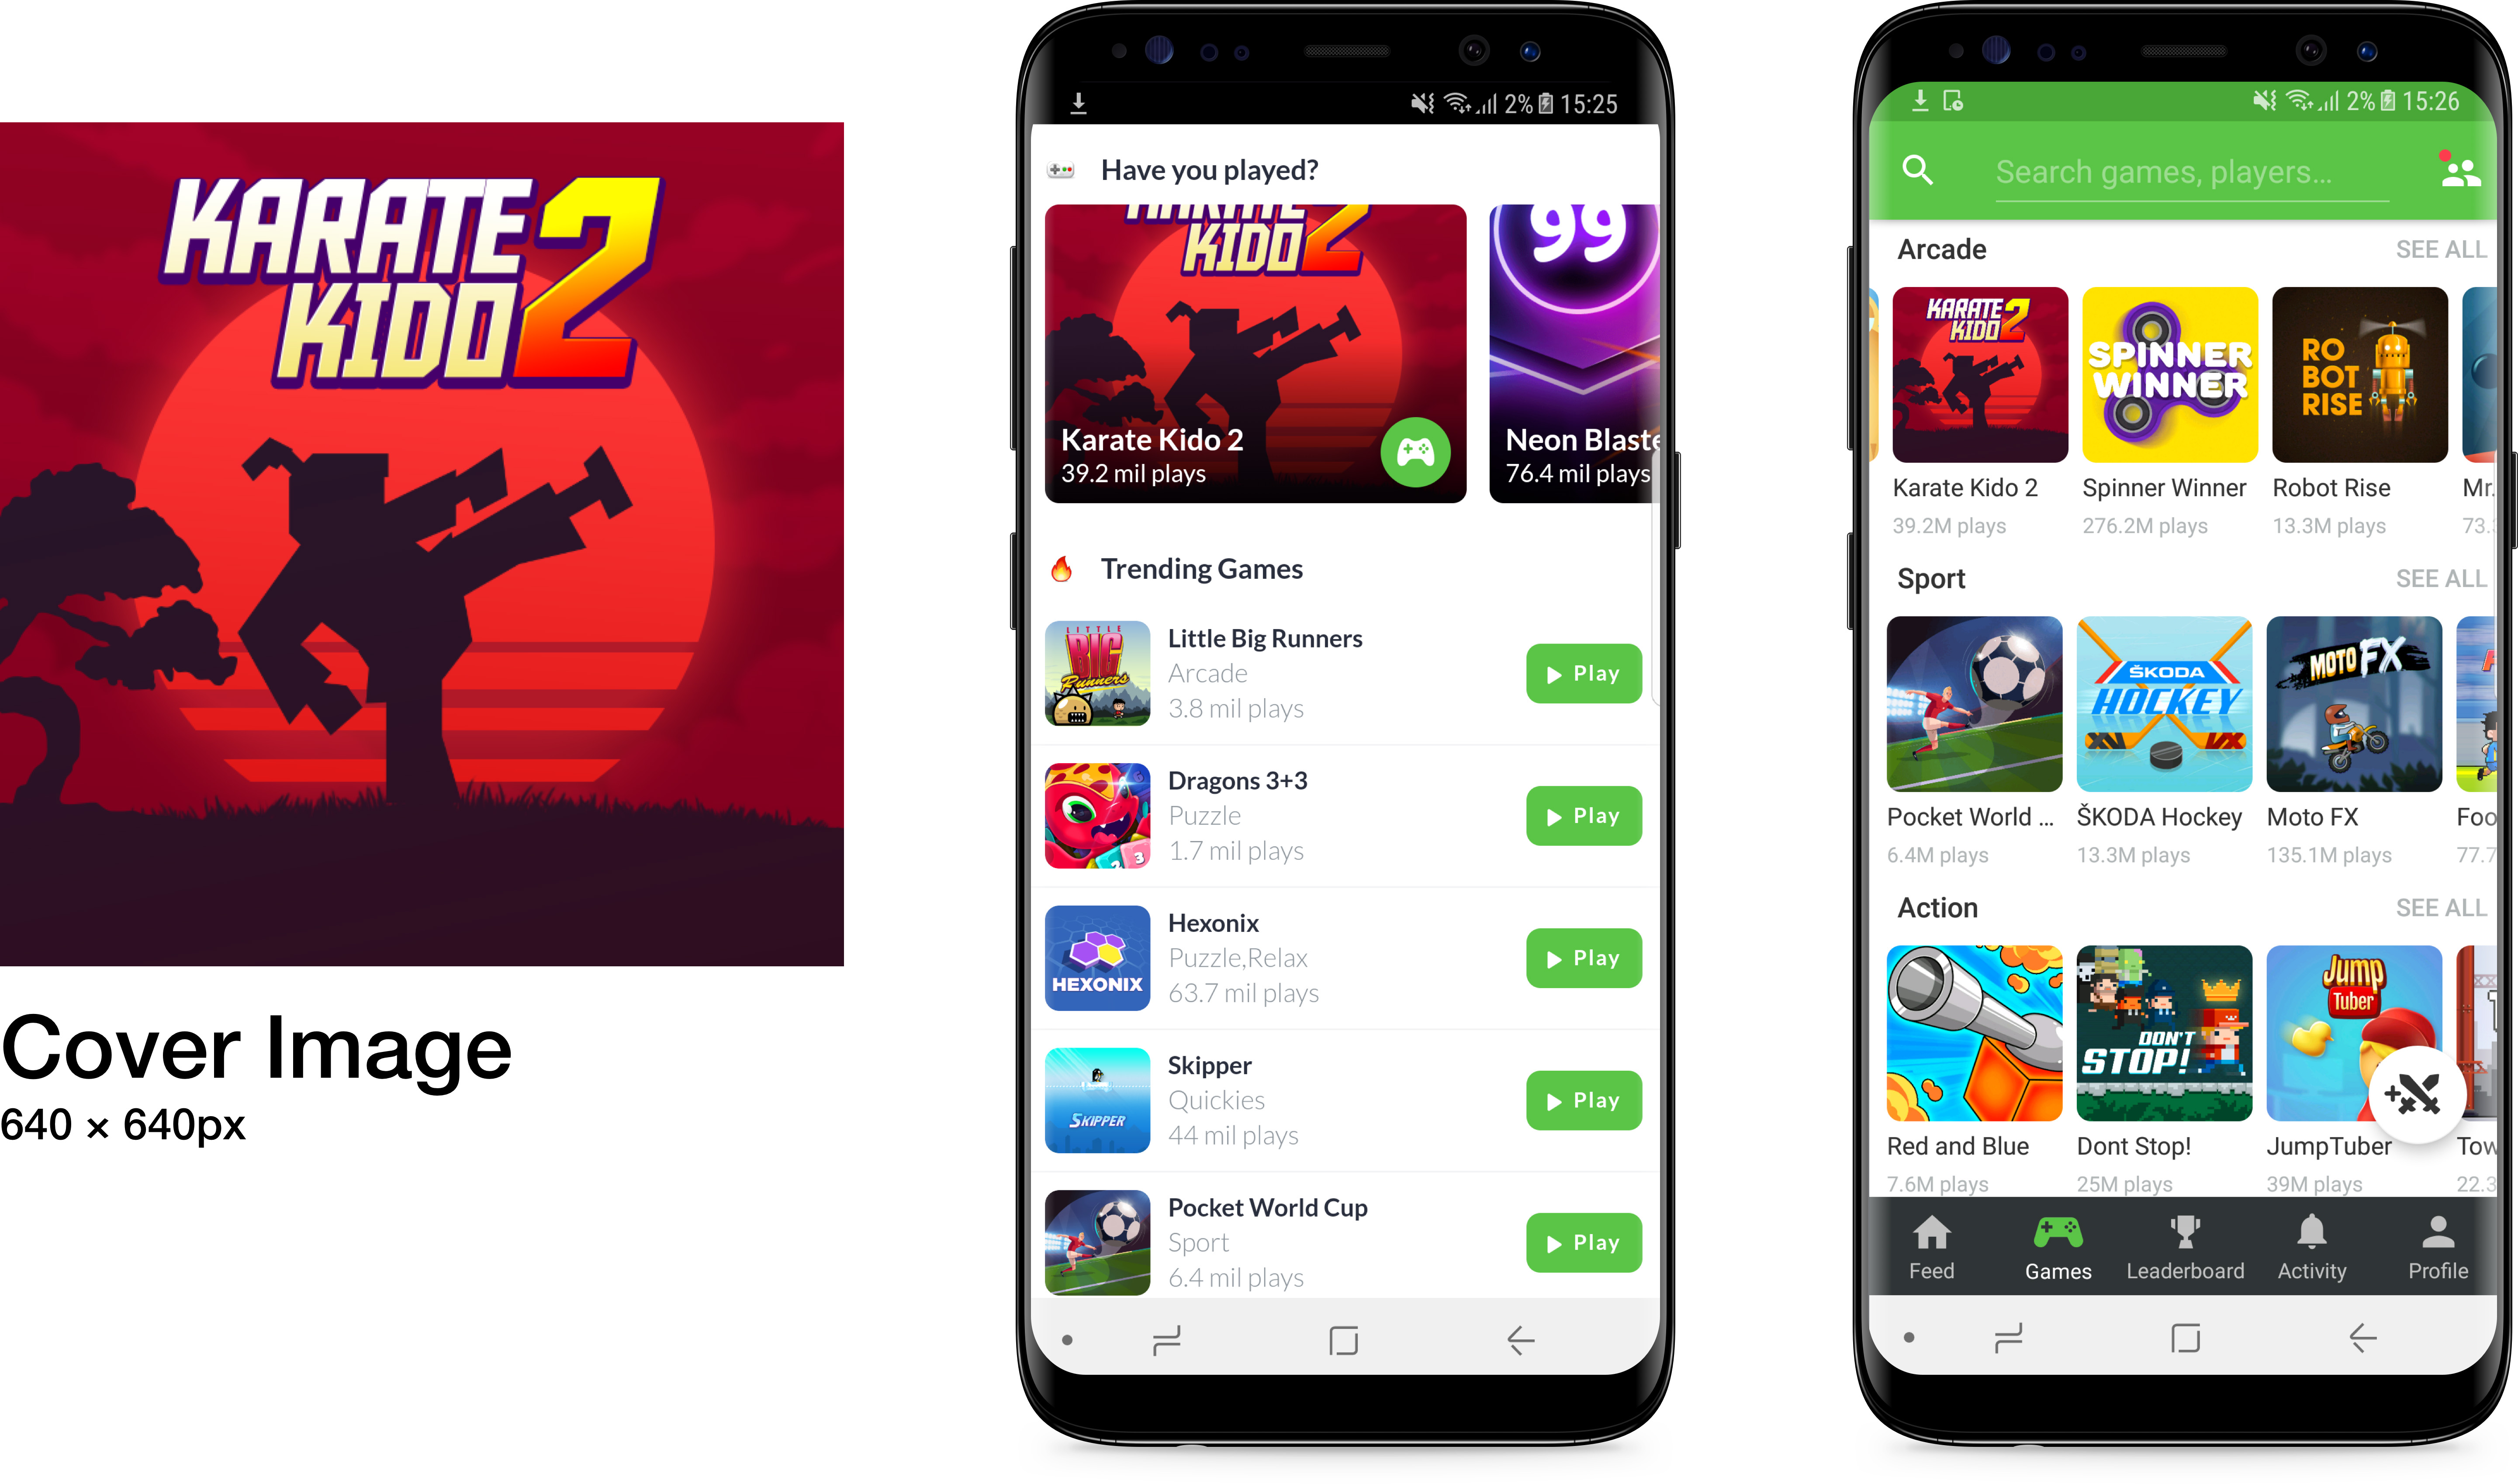 KARATE
KIDO 2
Cover Image
640 × 640px
2% 15:25
Have you played?
KIDO 2
99
Karate Kido 2
39.2 mil plays
Neon Blaste
76.4 mil plays
Trending Games
LITTLE
BIG
Runners
Little Big Runners
Arcade
3.8 mil plays
Play
Dragons 3+3
Puzzle
1.7 mil plays
Play
3
HEXONIX
Hexonix
Puzzle,Relax
63.7 mil plays
Play
SKIPPER
Skipper
Quickies
44 mil plays
Play
Pocket World Cup
Sport
6.4 mil plays
Play
2% 15:26
Search games, players...
Arcade
SEE ALL
KARATE
KIDO 2
SPINNER
WINNER
RO
BOT
RISE
Karate Kido 2
Spinner Winner
Robot Rise
Mr.
39.2M plays
276.2M plays
13.3M plays
73.
Sport
SEE ALL
ŠKODA
HOCKEY
MOTO FX
Pocket World ...
ŠKODA Hockey
Moto FX
Foo
6.4M plays
13.3M plays
135.1M plays
77.7
Action
SEE ALL
DON'T
STOP!
Jump
Tuber
Red and Blue
Dont Stop!
JumpTuber
Tow
7.6M plays
25M plays
39M plays
22.3
Feed
Games
Leaderboard
Activity
Profile